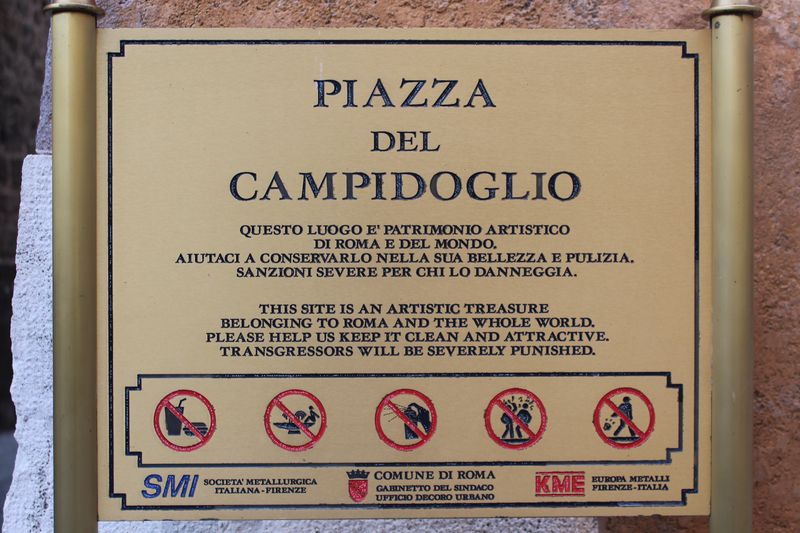 PIAZZA
DEL
CAMPIDOGLIO
QUESTO LUOGO E' PATRIMONIO ARTISTICO
DI ROMA E DEL MONDO.
AIUTACI A CONSERVARLO NELLA SUA BELLEZZA E PULIZIA.
SANZIONI SEVERE PER CHI LO DANNEGGIA.
THIS SITE IS AN ARTISTIC TREASURE
BELONGING TO ROMA AND THE WHOLE WORLD.
PLEASE HELP US KEEP IT CLEAN AND ATTRACTIVE.
TRANSGRESSORS WILL BE SEVERELY PUNISHED.
SMI
SOCIETA' METALLURGICA
ITALIANA-FIRENZE
COMUNE DI ROMA
GABINETTO DEL SINDACO
UFFICIO DECORO URBANO
KME
EUROPA METALLI
FIRENZE-ITALIA